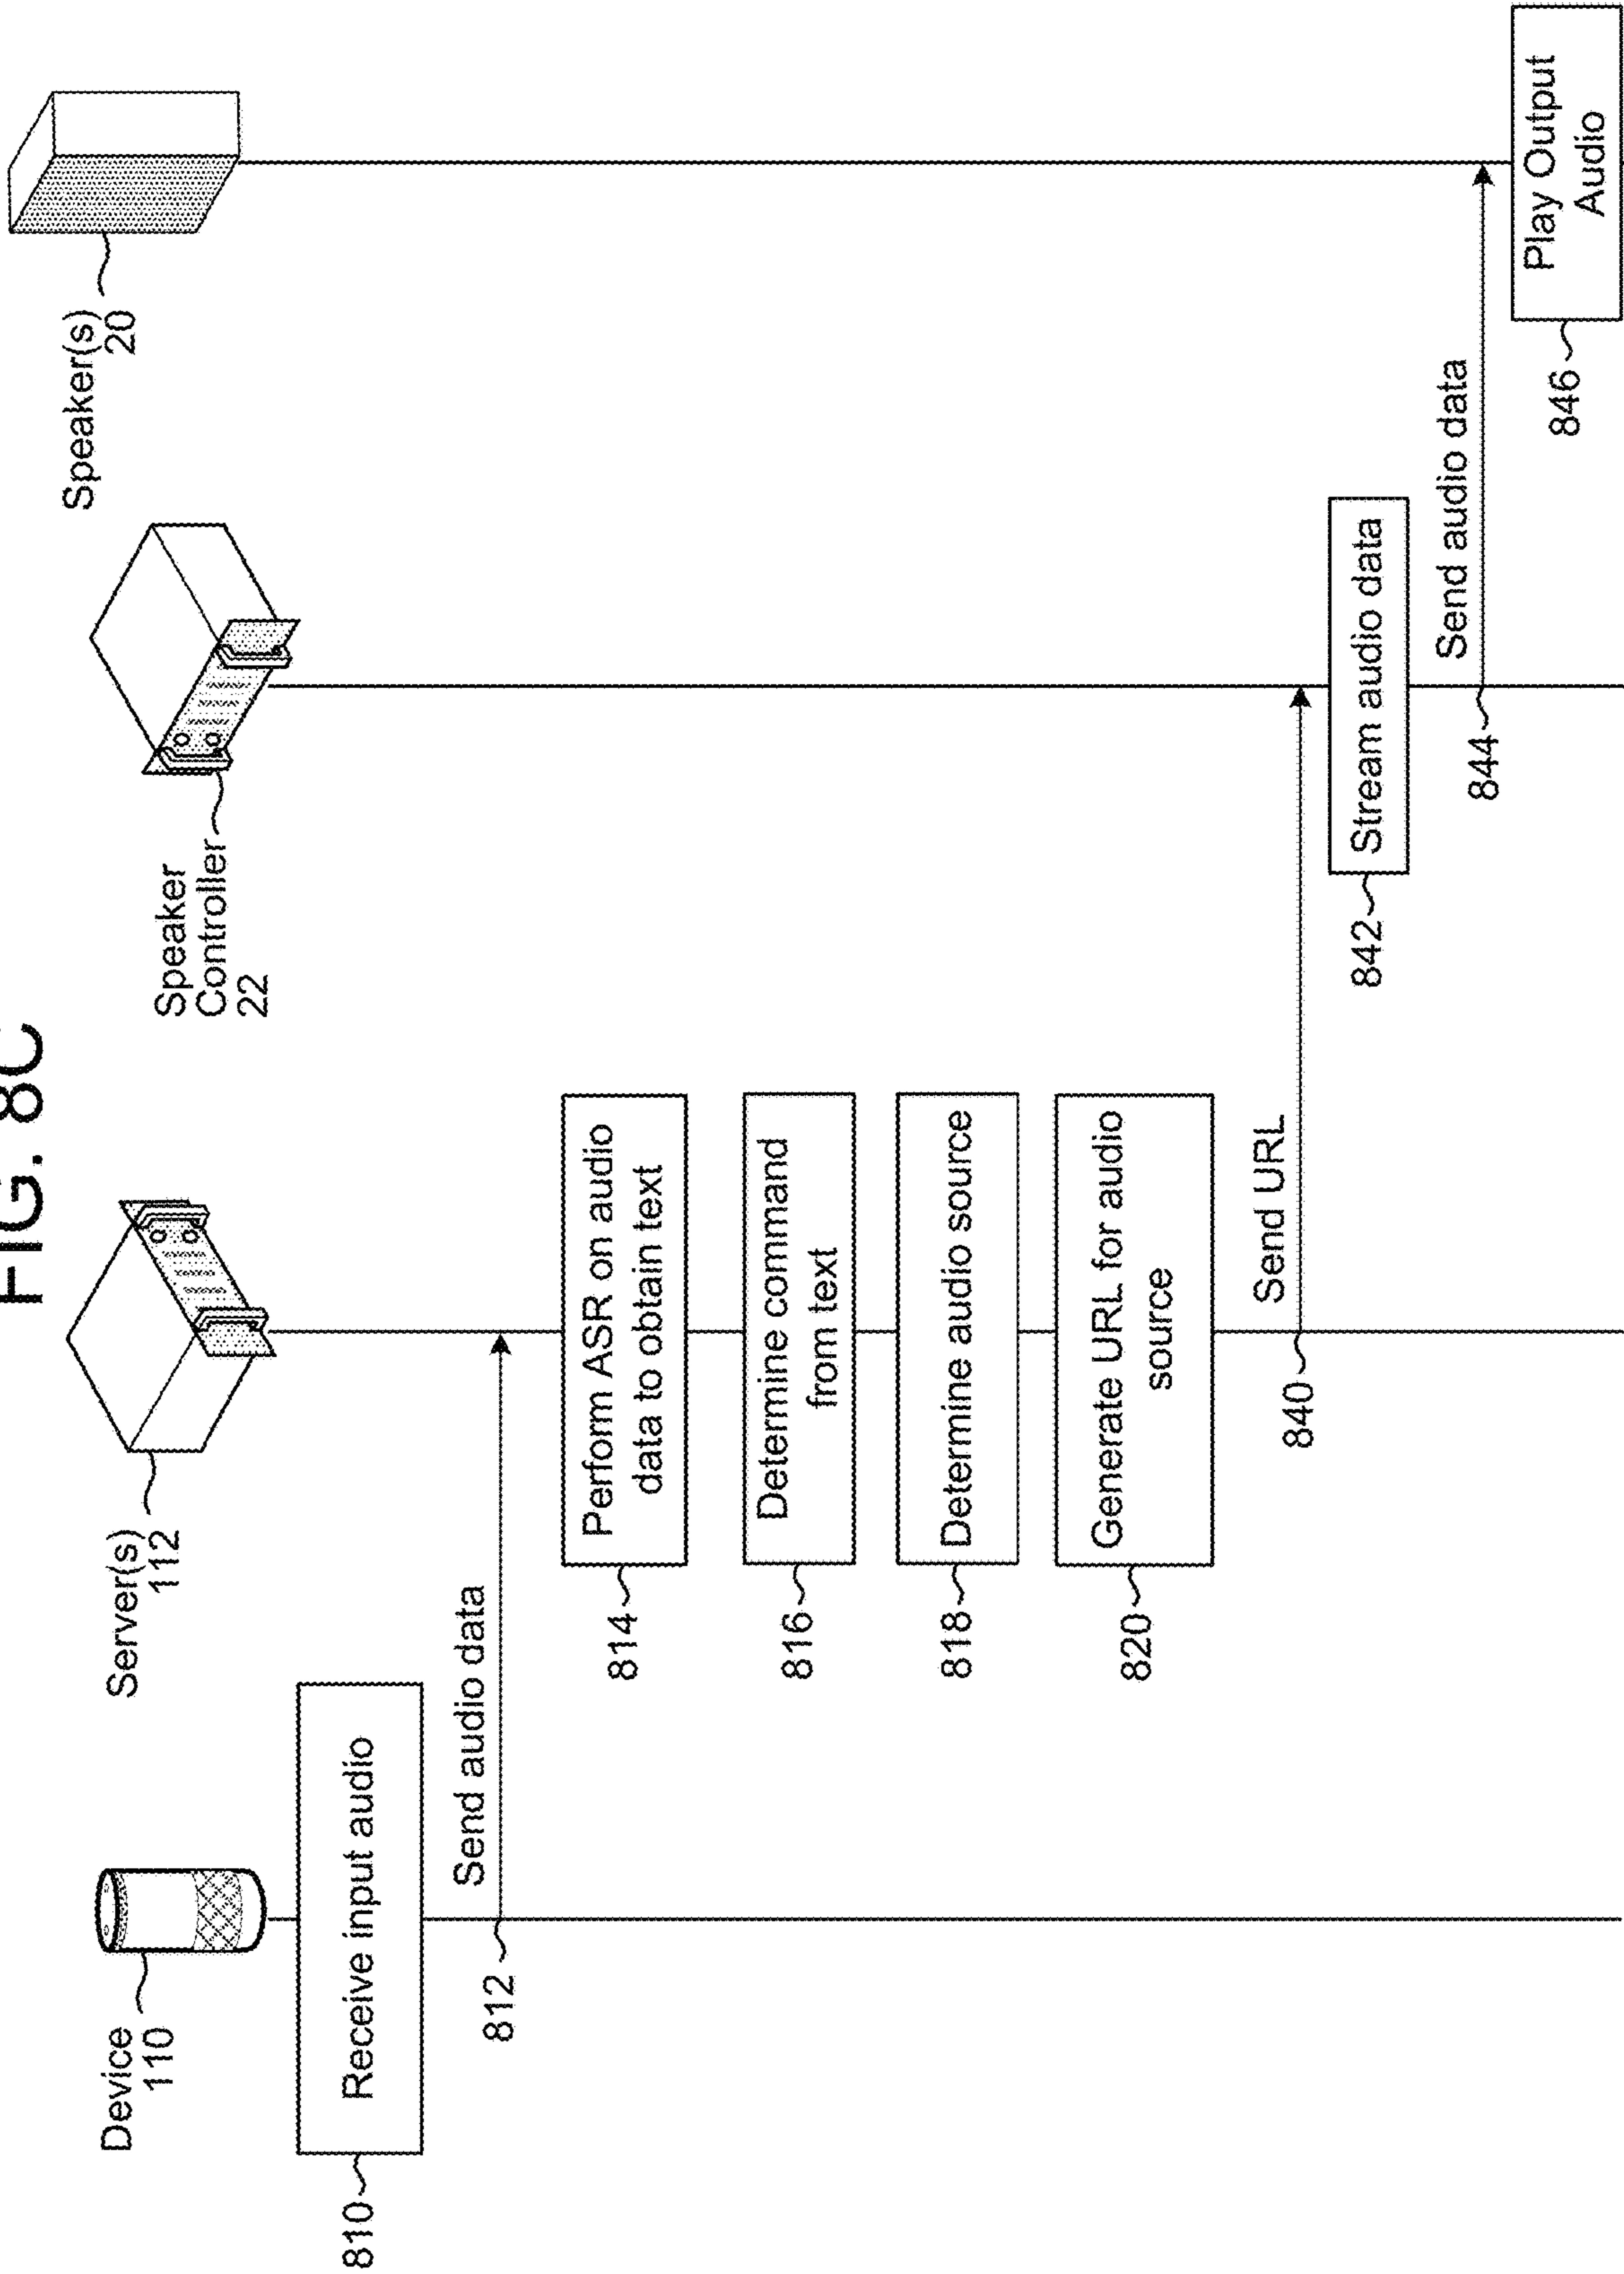 FIG. 8C
Device
110
Server(s)
112
Speaker
Controller
22
Speaker(s)
20
810
Receive input audio
Send audio data
812
814
Perfom ASR on audio
data to obtain text
816
Determine command
from text
818
Determine audio source
820
Generate URL for audio
source
Send URL
840
842
Stream audio data
Send audio data
844
846
Play Output
Audio